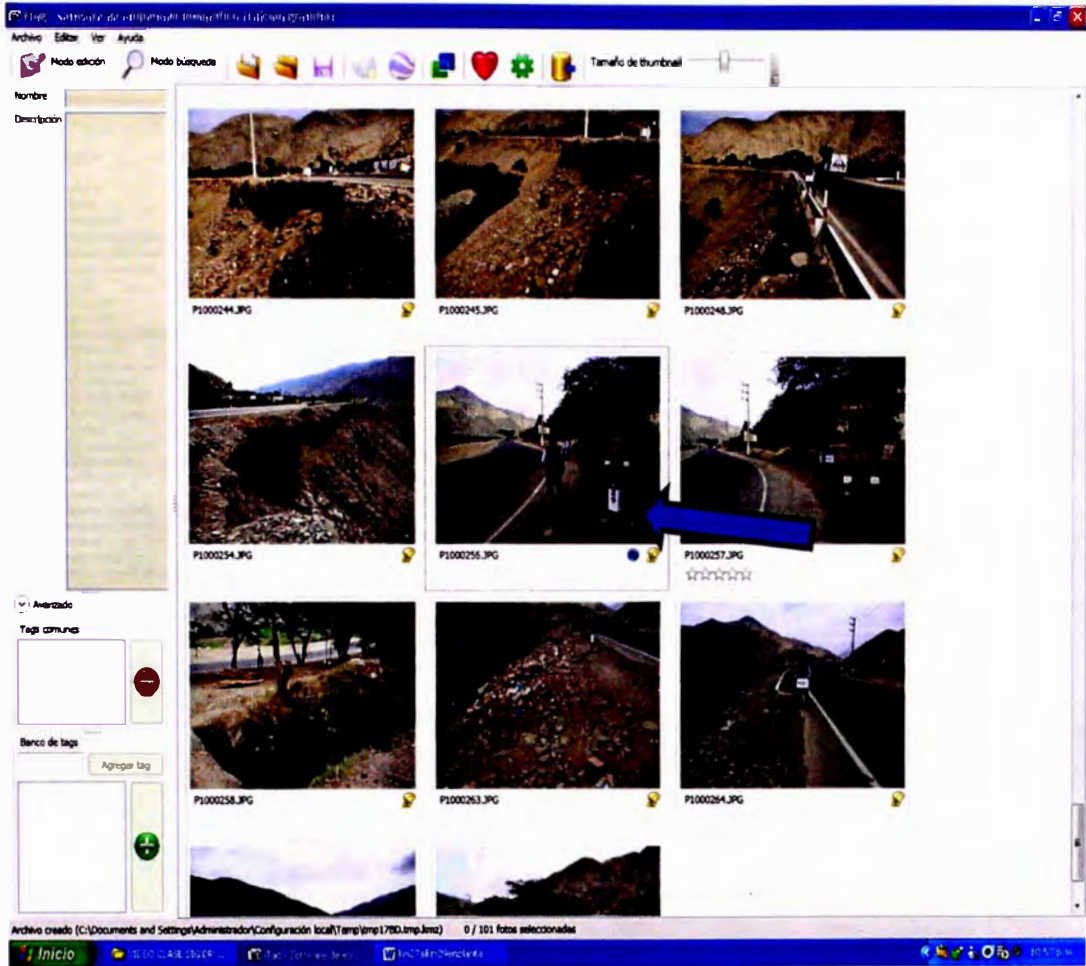 Archivo Editar Ver Ayuda
Modo edición Modo búsqueda Tamaño de thumbnail
Nombre
Descripción
P1000244.JPG P1000245.JPG P1000248.JPG
P1000254.JPG P1000256.JPG P1000257.JPG
Avanzado
Tags comunes
Banco de tags
Agregar tag
P1000258.JPG P1000263.JPG P1000264.JPG
Archivo creado (C:\Documents and Settings\Administrador\Configuración local\Temp\tmp17BD.tmp.kmz) 0 / 101 fotos seleccionadas
Inicio 10:57 p.m.